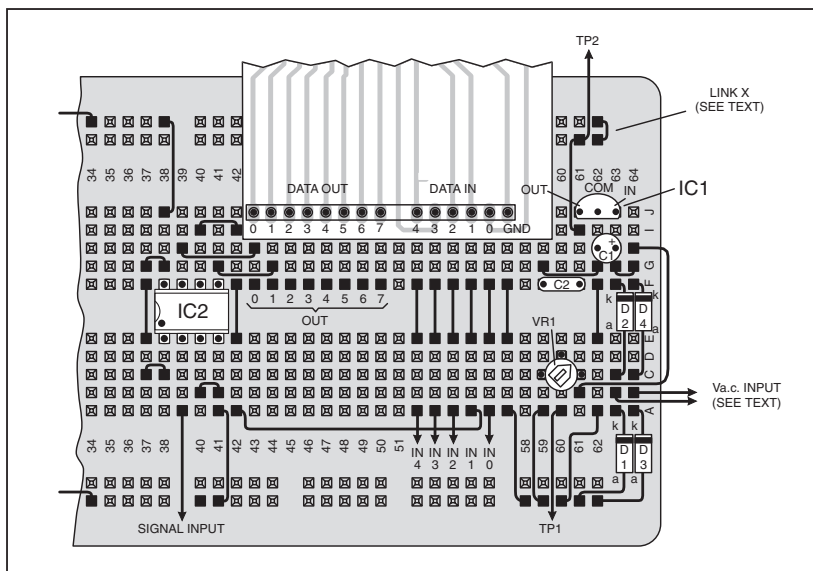 TP2
LINK X
(SEE TEXT)
34 35 36 37 38 39 40 41 42 60 61 62 63 64
DATA OUT DATA IN OUT COM IN IC1
J
I
0 1 2 3 4 5 6 7 4 3 2 1 0 GND
+
C1
G
F
C2
IC2
0 1 2 3 4 5 6 7
OUT
k k
D2 D4
a a
VR1
E
D
C
Va.c. INPUT
(SEE TEXT)
A
k k
34 35 36 37 38 40 41 42 43 44 45 46 47 48 49 50 51 58 59 60 61 62
IN 4 IN 3 IN 2 IN 1 IN 0
D1 D3
a a
SIGNAL INPUT
TP1